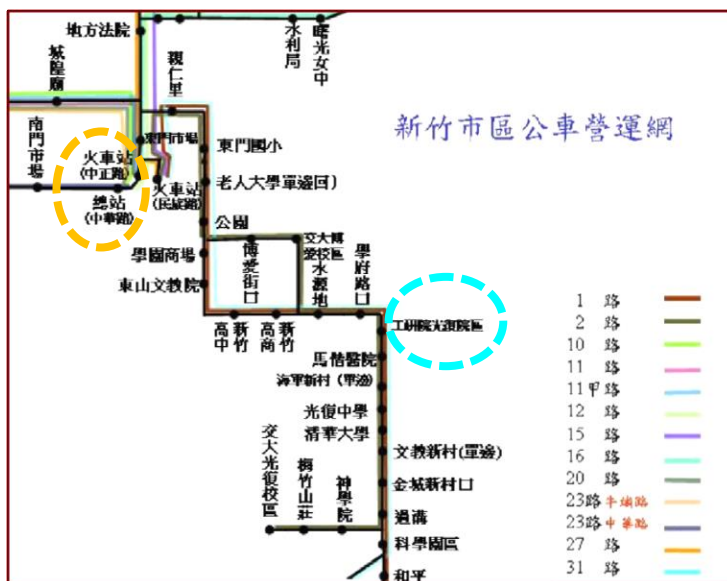 地方法院
水利局
曙光女中
親仁里
城隍廟
新竹市區公車營運網
南門市場
火車站
(中正路)
東門市場
東門國小
總站
(中華路)
火車站
(民族路)
老人大學單邊回)
公園
學園商場
東山文教院
博愛街口
交大博
愛校區
水源地
學府路口
新竹
高中
新竹
高商
工研院光復院區
馬偕醫院
海軍新村(單邊)
光復中學
清華大學
文教新村(單邊)
金城新村口
過溝
科學園區
和平
交大光復校區
梅竹山莊
神學院
1 路
2 路
10 路
11 路
11甲路
12 路
15 路
16 路
20 路
23路
23路中華路
27 路
31 路